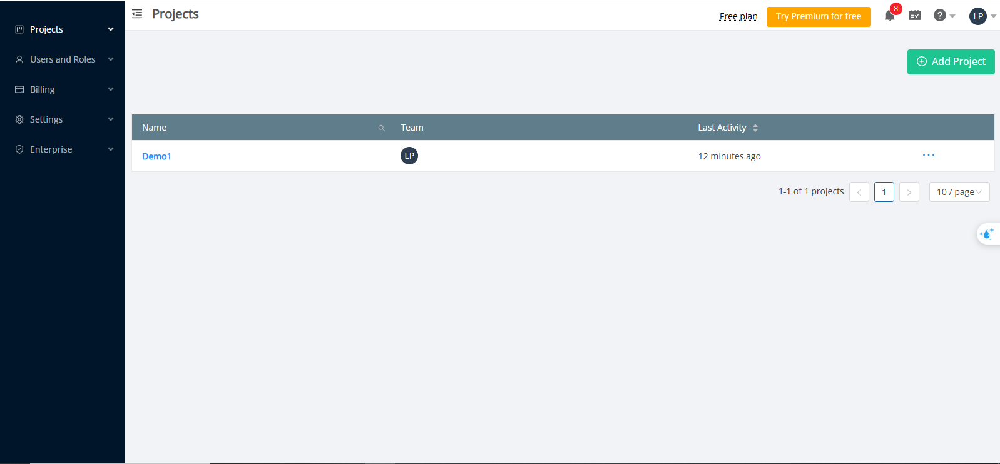 Projects
Users and Roles
Billing
Settings
Enterprise
Projects
Free plan
Try Premium for free
8
?
LP
Add Project
Name Team Last Activity
Demo1 LP 12 minutes ago ...
1-1 of 1 projects < 1 > 10 / page